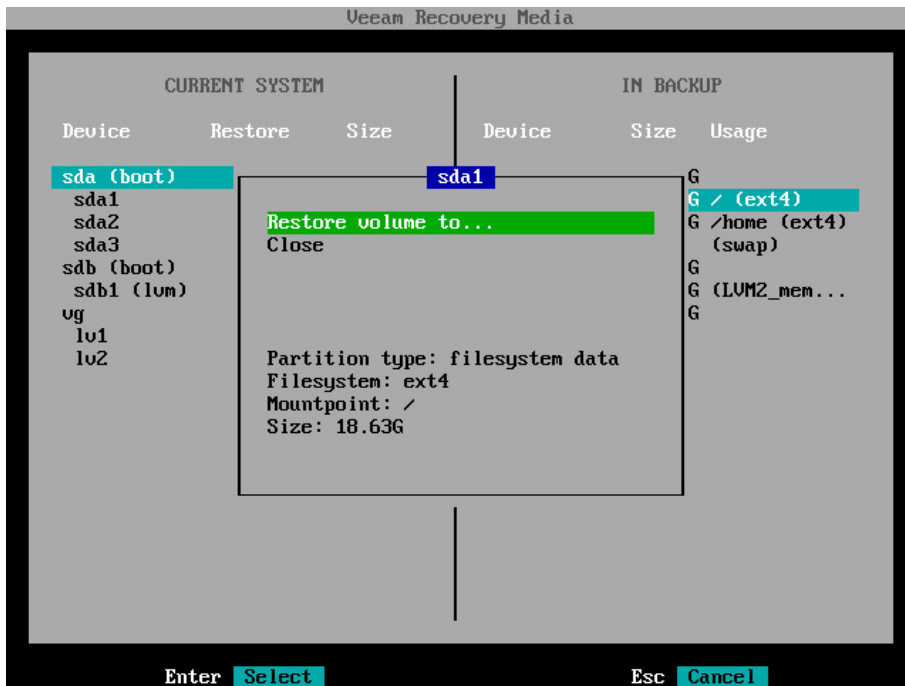 Veeam Recovery Media
CURRENT SYSTEM IN BACKUP
Device Restore Size Device Size Usage
sda (boot) G
sda1 G / (ext4)
sda2 G /home (ext4)
sda3 (swap)
sdb (boot) G
sdb1 (lvm) G (LVM2_mem...
vg G
lv1
lv2
sda1
Restore volume to...
Close
Partition type: filesystem data
Filesystem: ext4
Mountpoint: /
Size: 18.63G
Enter Select Esc Cancel